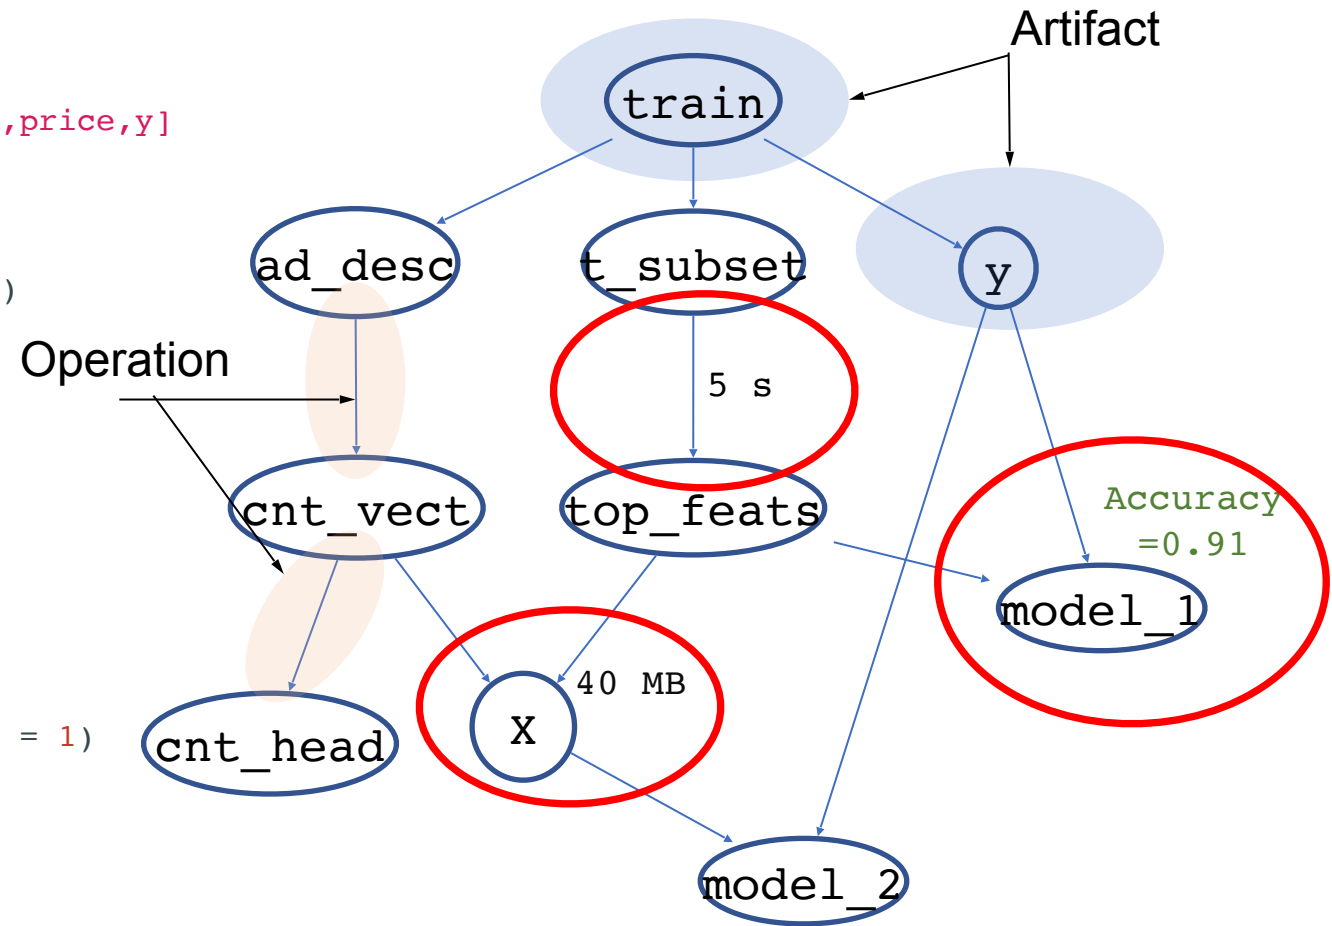 Artifact
train
,price,y]
ad_desc
t_subset
y
)
Operation
5 s
cnt_vect
top_feats
Accuracy
=0.91
model_1
40 MB
X
= 1)
cnt_head
model_2